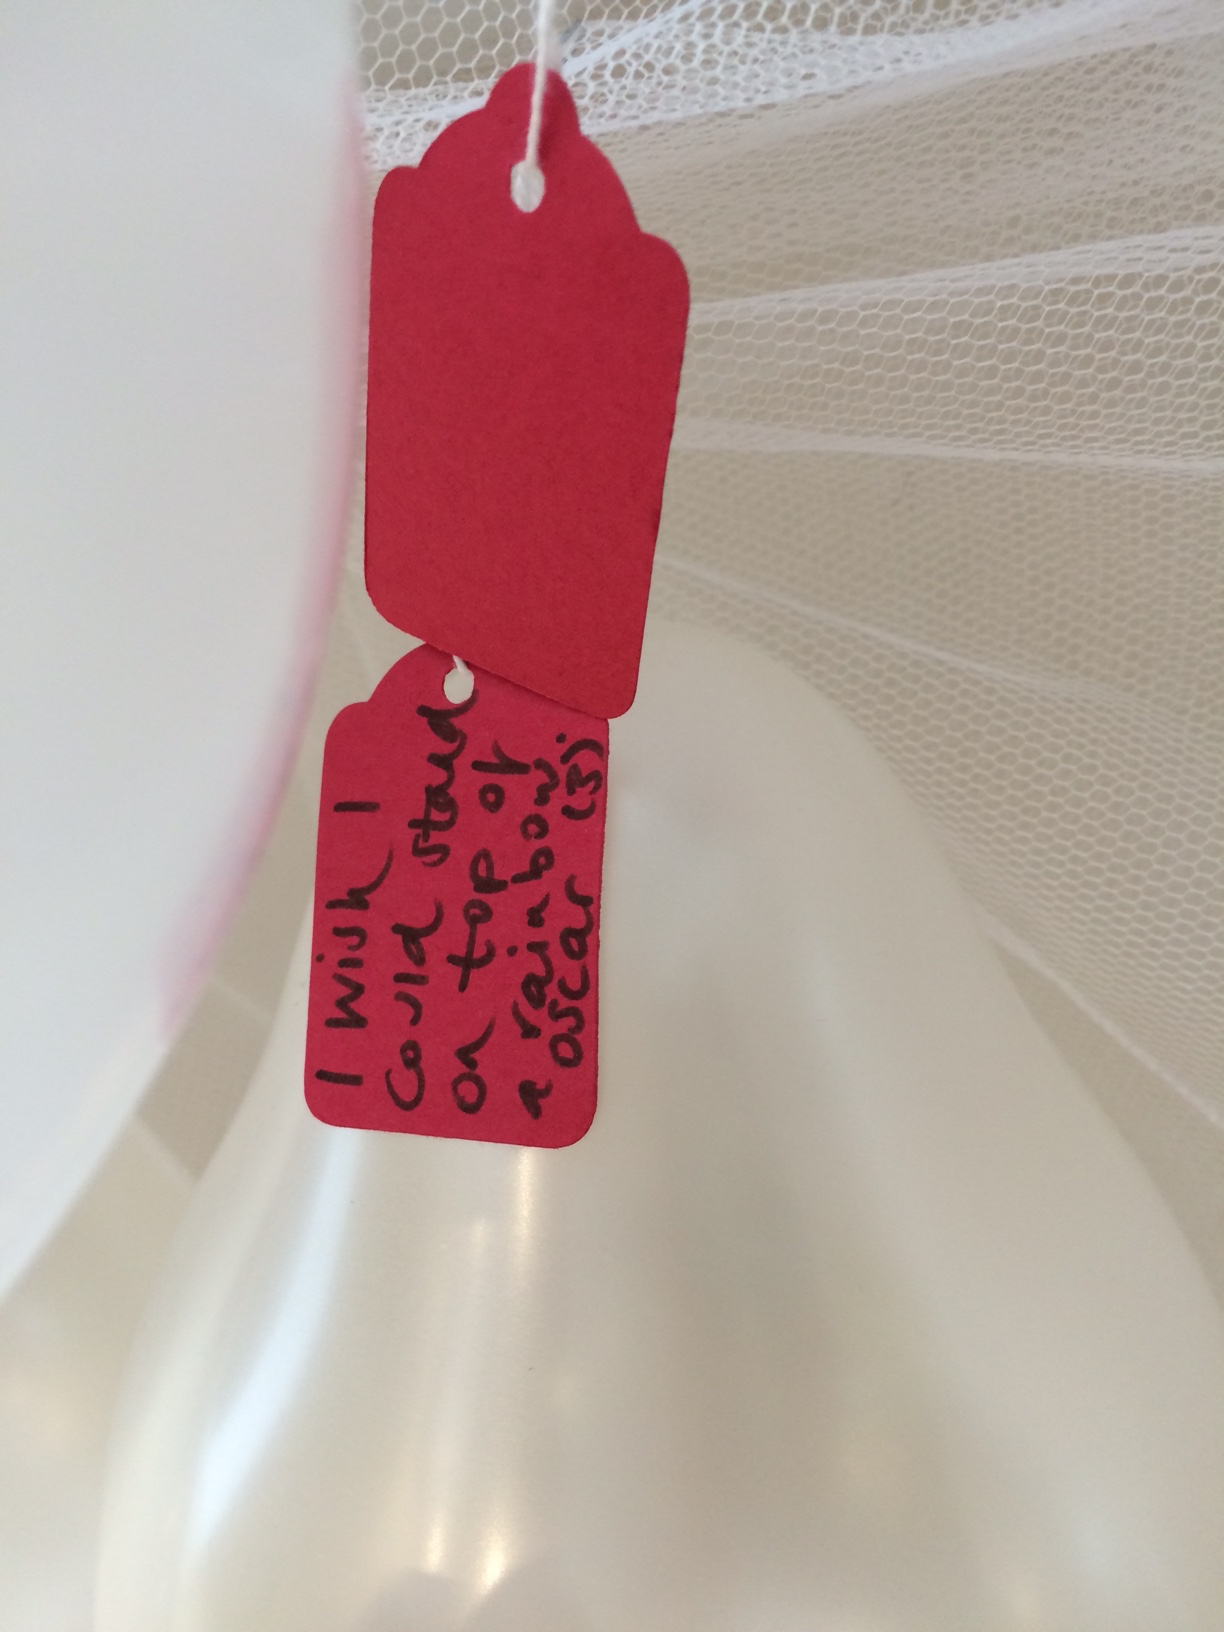 I wish I
Could stand
on top of
a rainbow
oscar (3).